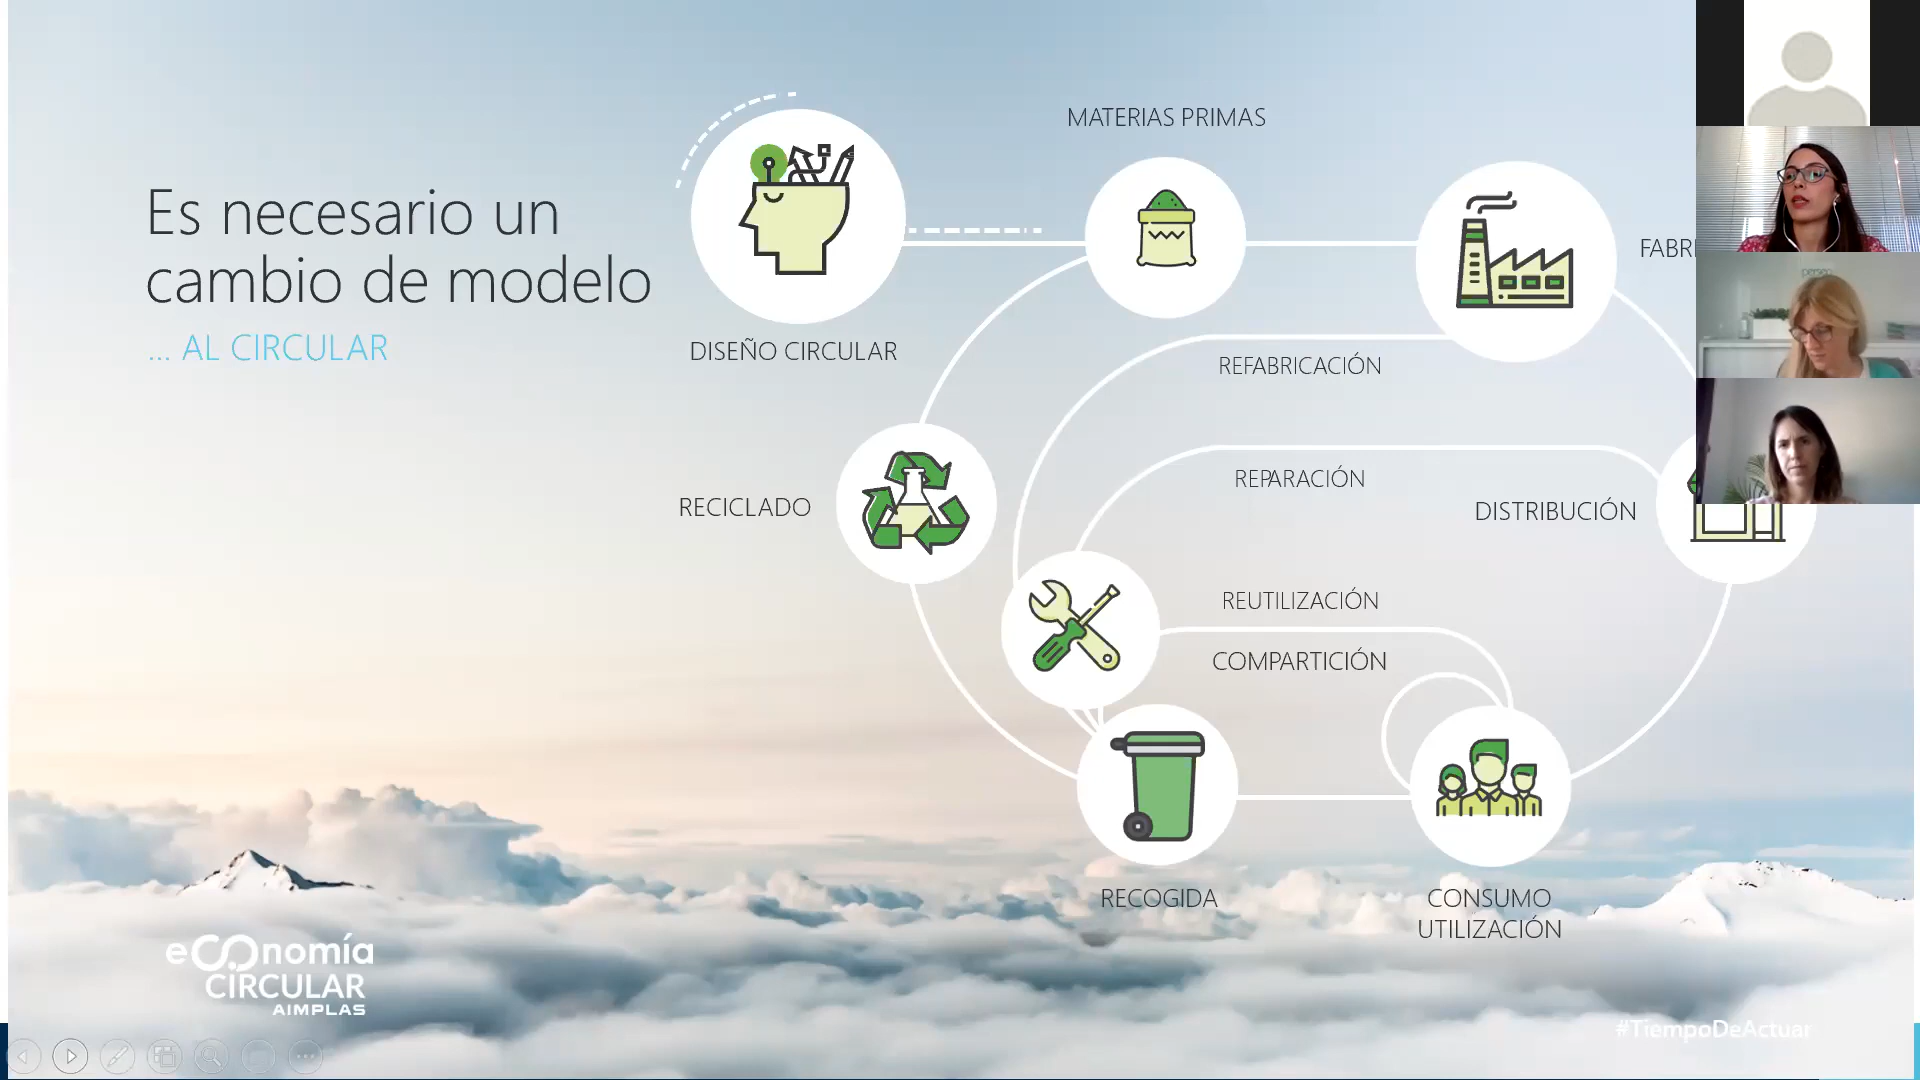 Es necesario un
cambio de modelo
... AL CIRCULAR
MATERIAS PRIMAS
DISEÑO CIRCULAR
REFABRICACIÓN
REPARACIÓN
RECICLADO
DISTRIBUCIÓN
REUTILIZACIÓN
COMPARTICIÓN
RECOGIDA
CONSUMO
UTILIZACIÓN
eCOnomía
CIRCULAR
AIMPLAS
#TiempoDeActuar